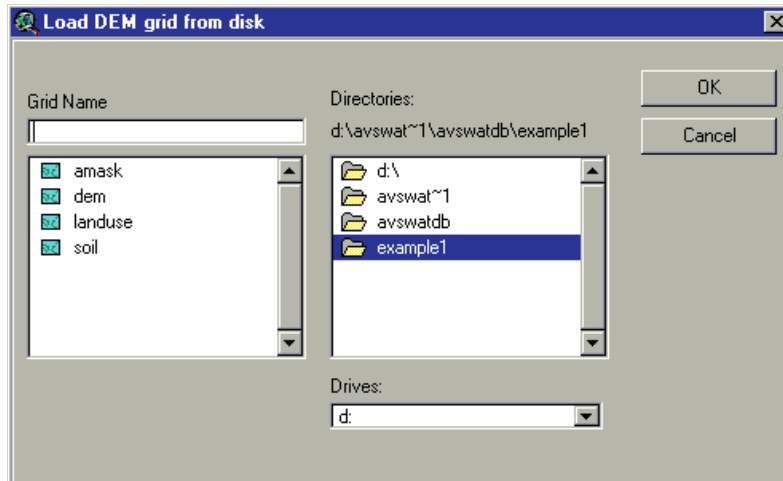 Load DEM grid from disk
Grid Name
amask
dem
landuse
soil
Directories:
d:\avswat~1\avswatdb\example1
d:\
avswat~1
avswatdb
example1
Drives:
d:
OK
Cancel